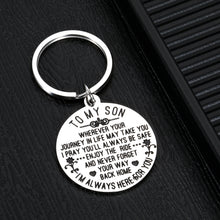 TO MY SON
WHEREVER YOUR
JOURNEY IN LIFE MAY TAKE YOU
I PRAY YOU'LL ALWAYS BE SAFE
ENJOY THE RIDE
AND NEVER FORGET
YOUR WAY
BACK HOME
I'M ALWAYS HERE FOR YOU